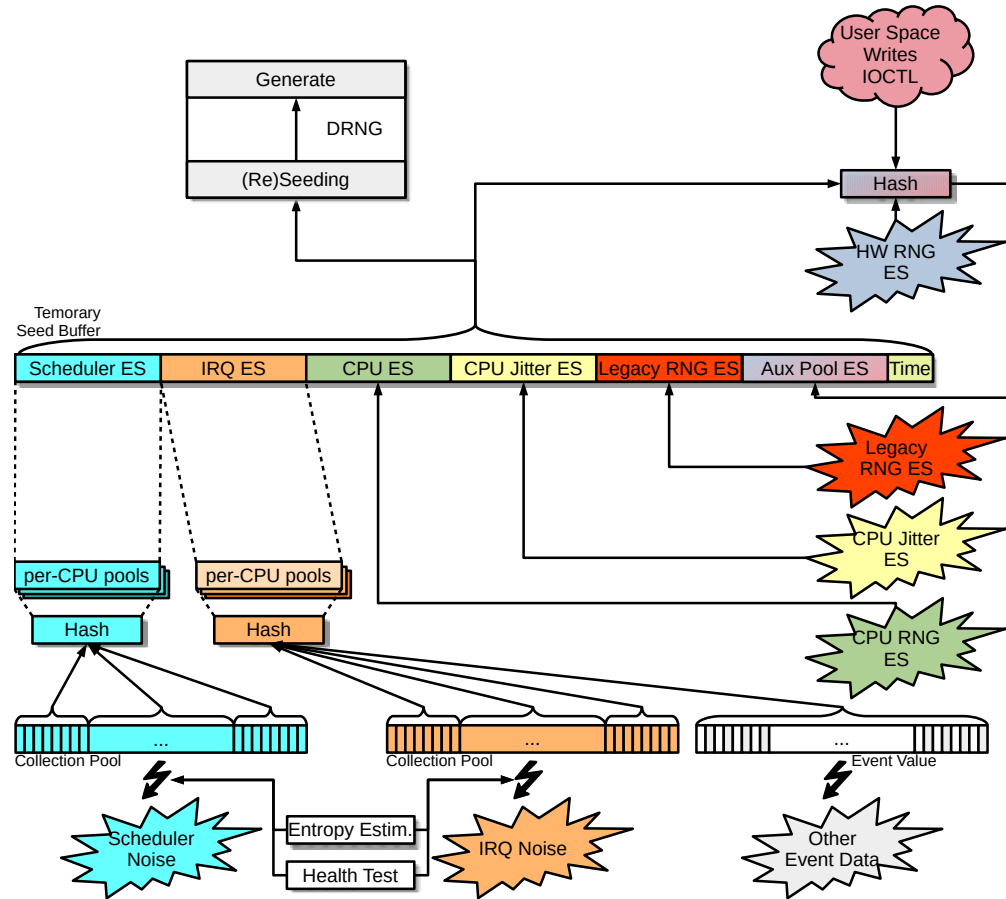 User Space
Writes
IOCTL
Generate
DRNG
(Re)Seeding
Hash
HW RNG
ES
Temorary
Seed Buffer
Scheduler ES
IRQ ES
CPU ES
CPU Jitter ES
Legacy RNG ES
Aux Pool ES
Time
Legacy
RNG ES
CPU Jitter
ES
per-CPU pools
per-CPU pools
Hash
Hash
CPU RNG
ES
...
...
...
Collection Pool
Collection Pool
Event Value
Scheduler
Noise
Entropy Estim.
Health Test
IRQ Noise
Other
Event Data